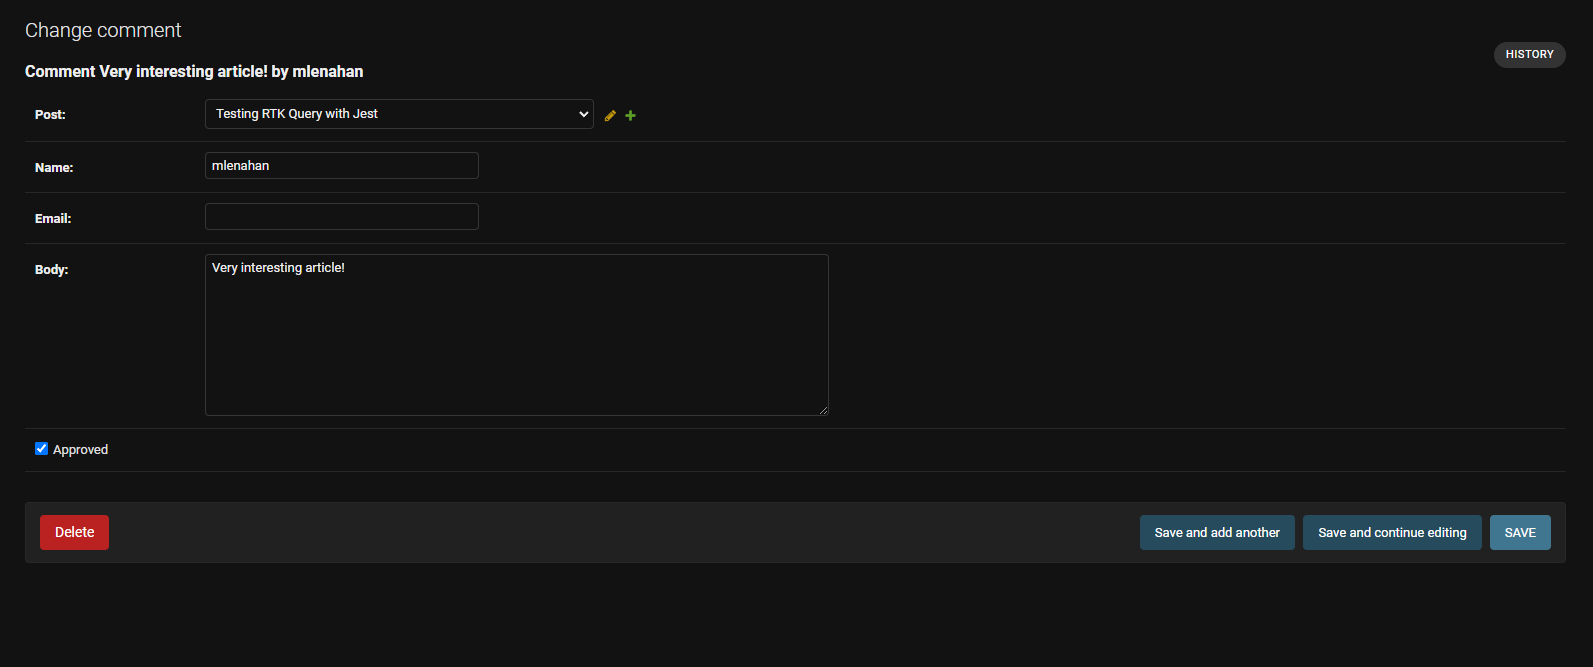 Change comment
HISTORY
Comment Very interesting article! by mlenahan
Post: Testing RTK Query with Jest
Name: mlenahan
Email:
Body: Very interesting article!
Approved
Delete Save and add another Save and continue editing SAVE